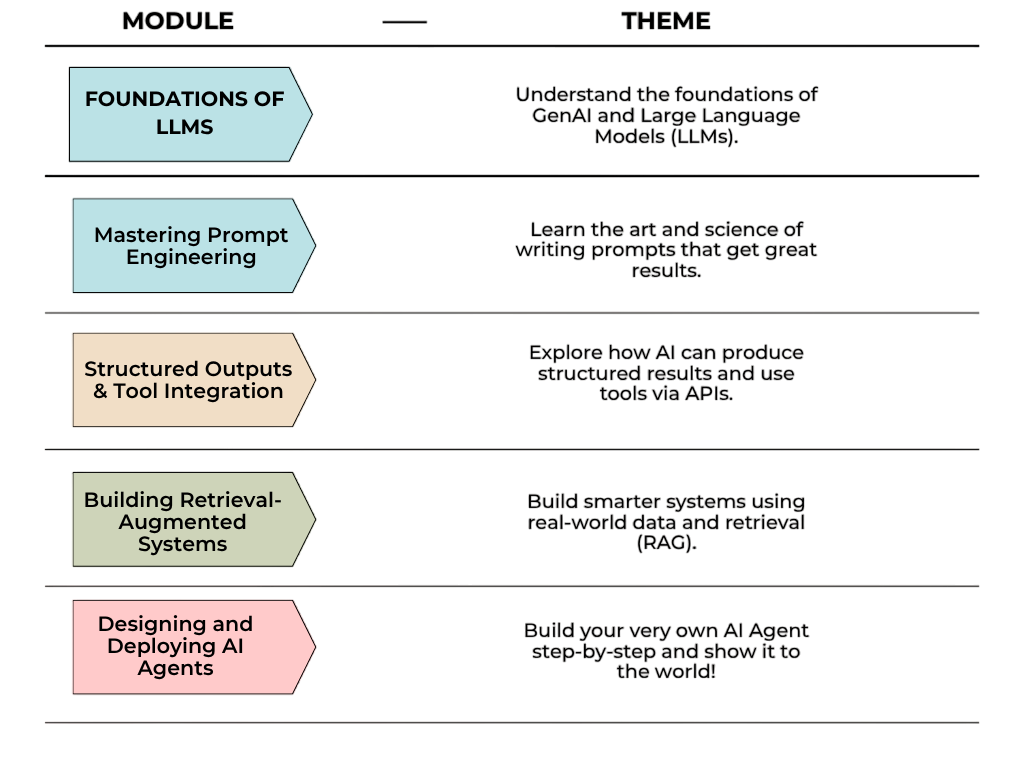 MODULE — THEME
FOUNDATIONS OF
LLMS
Understand the foundations of
GenAI and Large Language
Models (LLMs).
Mastering Prompt
Engineering
Learn the art and science of
writing prompts that get great
results.
Structured Outputs
& Tool Integration
Explore how AI can produce
structured results and use
tools via APIs.
Building Retrieval-
Augmented
Systems
Build smarter systems using
real-world data and retrieval
(RAG).
Designing and
Deploying AI
Agents
Build your very own AI Agent
step-by-step and show it to
the world!